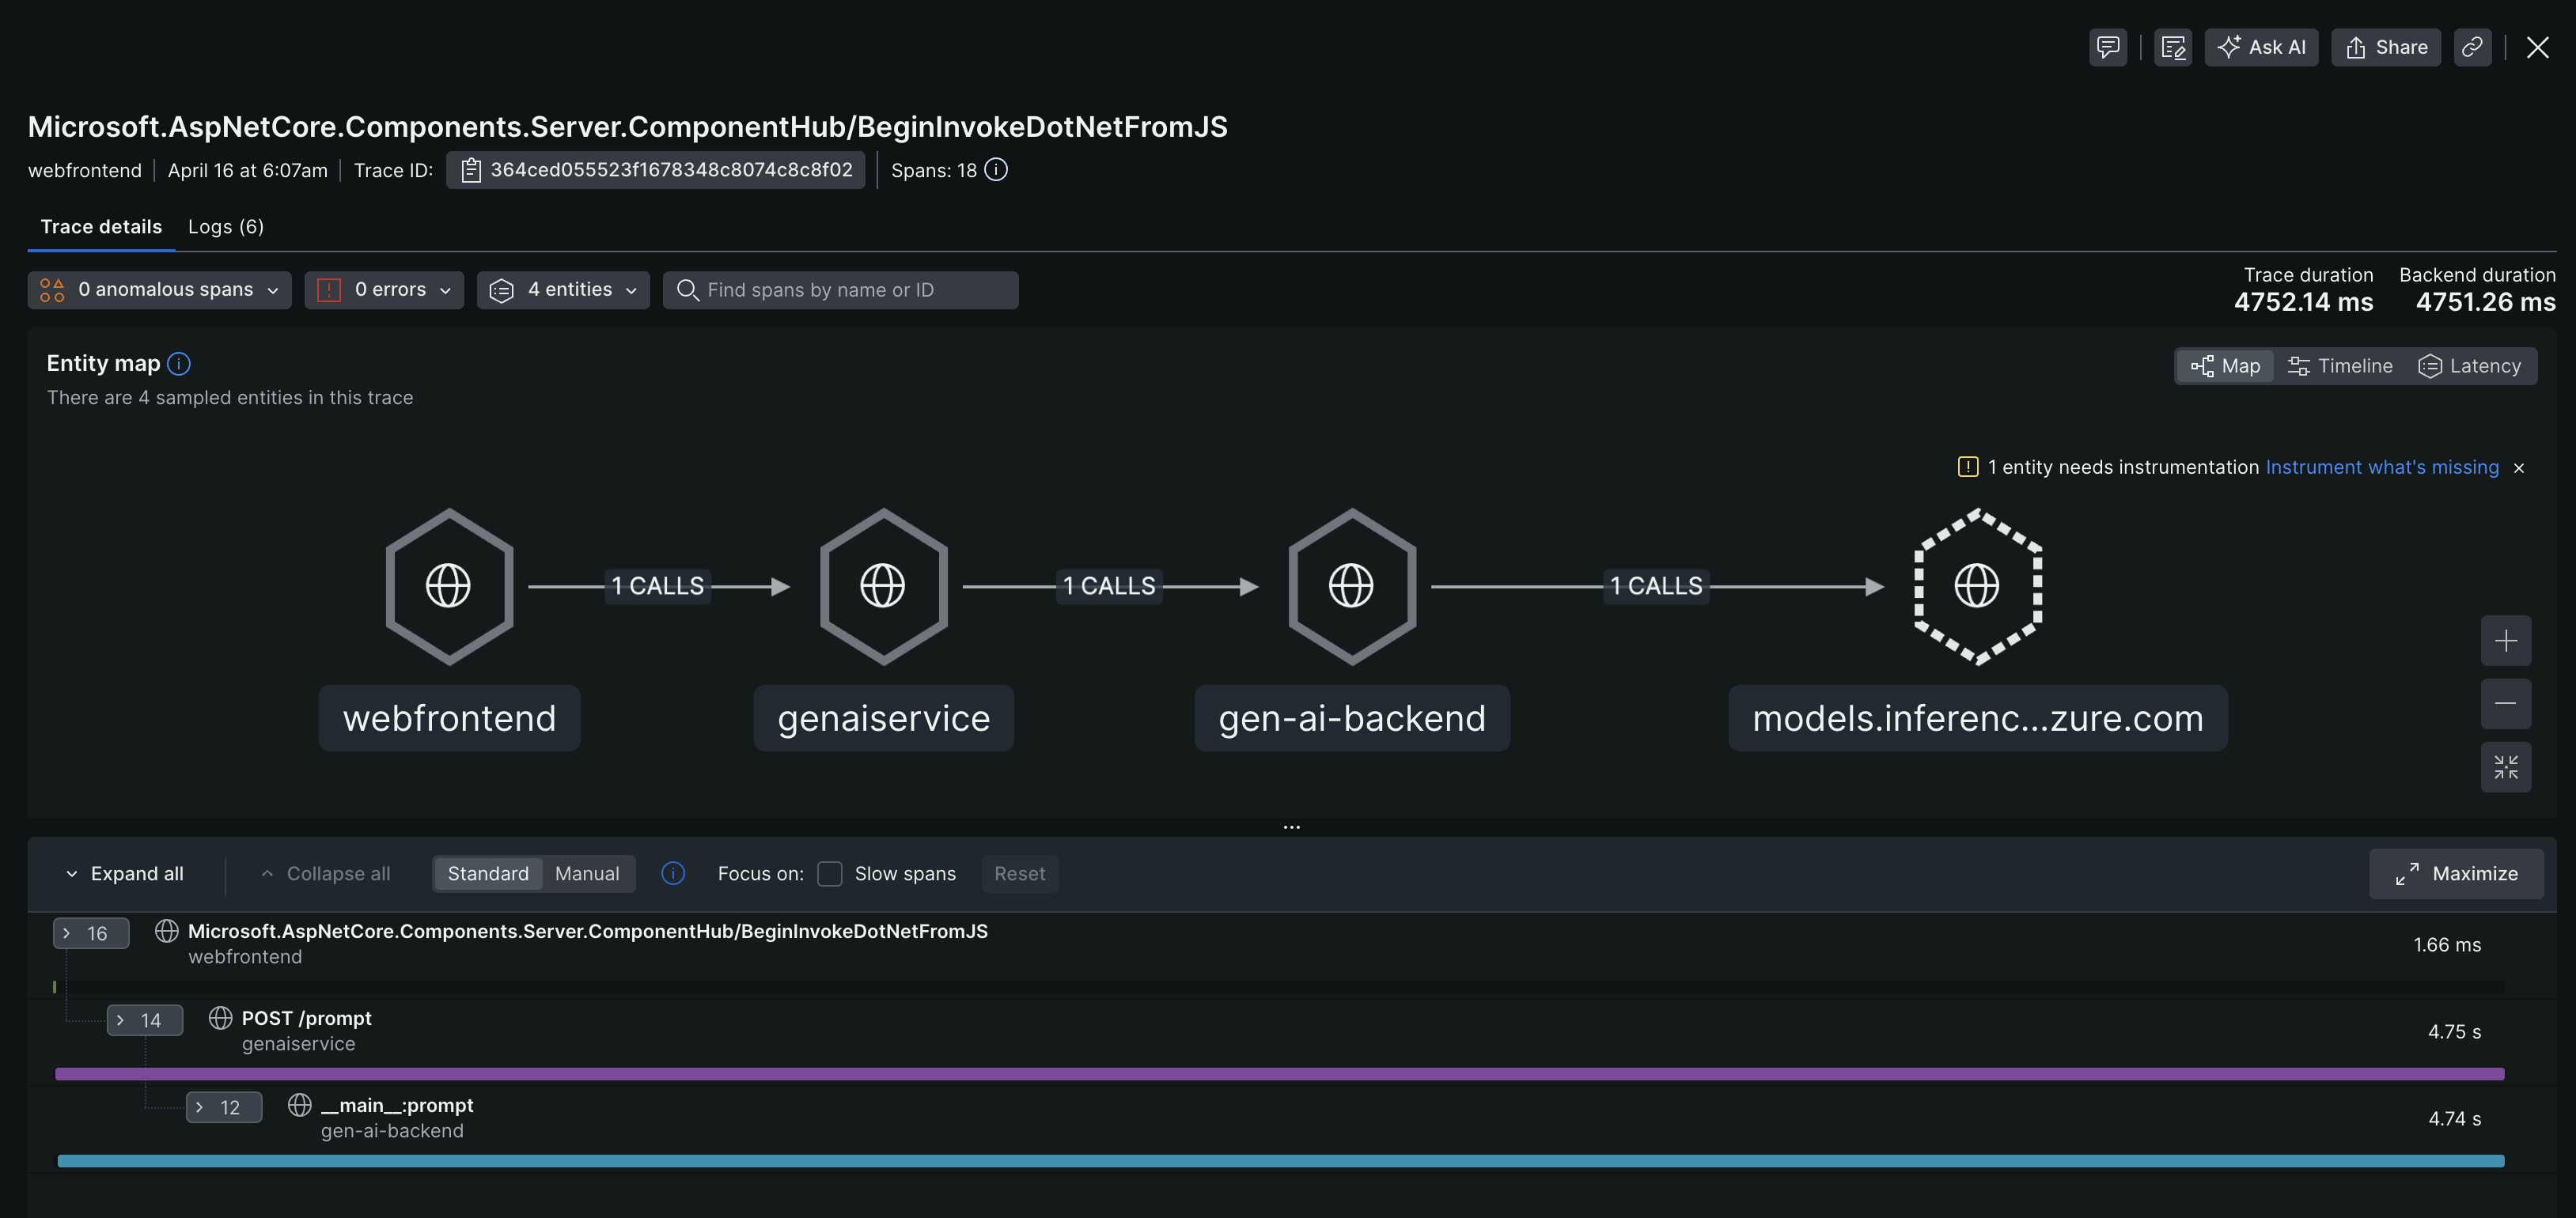 Ask AI
Share
Microsoft.AspNetCore.Components.Server.ComponentHub/BeginInvokeDotNetFromJS
webfrontend
April 16 at 6:07am
Trace ID:
364ced055523f1678348c8074c8c8f02
Spans: 18
Trace details
Logs (6)
0 anomalous spans
0 errors
4 entities
Find spans by name or ID
Trace duration
4752.14 ms
Backend duration
4751.26 ms
Entity map
There are 4 sampled entities in this trace
Map
Timeline
Latency
1 entity needs instrumentation Instrument what's missing
1 CALLS
1 CALLS
1 CALLS
webfrontend
genaiservice
gen-ai-backend
models.inferenc...zure.com
Expand all
Collapse all
Standard
Manual
Focus on:
Slow spans
Reset
Maximize
16
Microsoft.AspNetCore.Components.Server.ComponentHub/BeginInvokeDotNetFromJS
webfrontend
1.66 ms
14
POST /prompt
genaiservice
4.75 s
12
__main__:prompt
gen-ai-backend
4.74 s